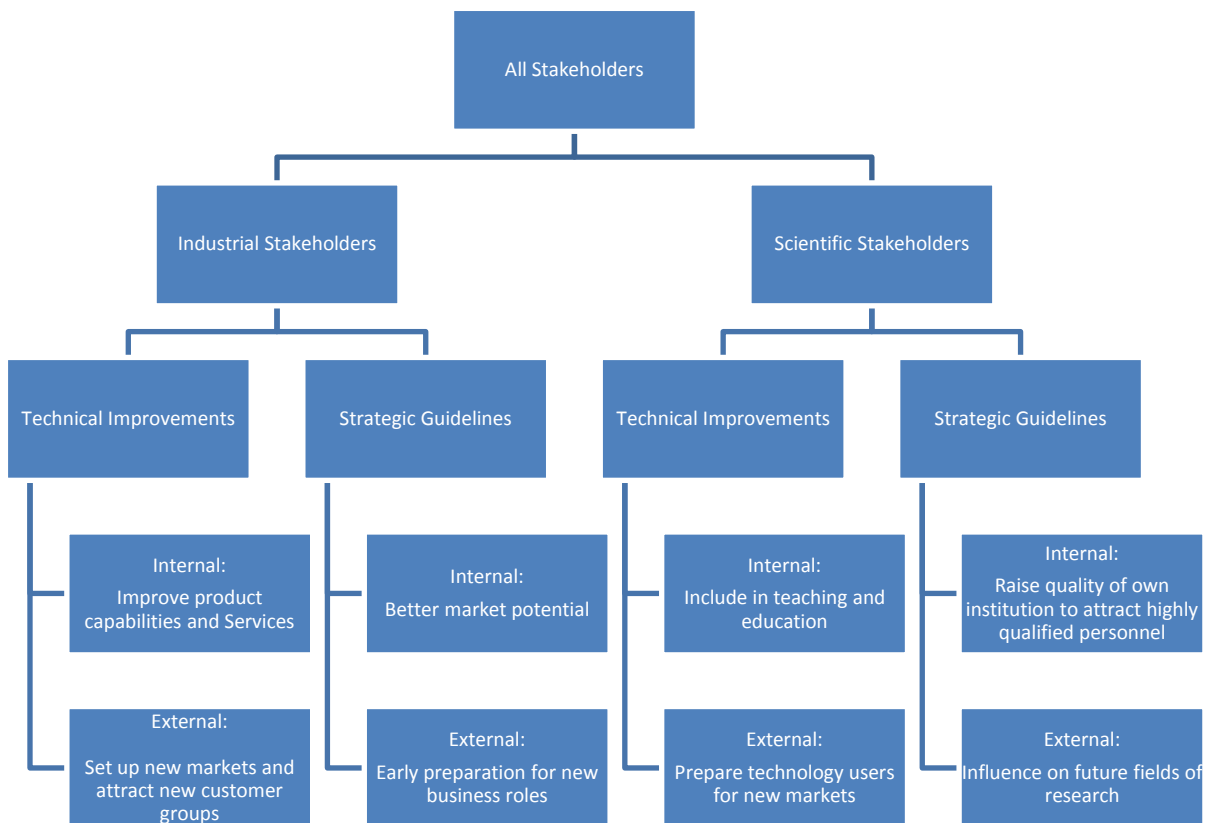 All Stakeholders
Industrial Stakeholders
Scientific Stakeholders
Technical Improvements
Strategic Guidelines
Technical Improvements
Strategic Guidelines
Internal:
Improve product
capabilities and Services
Internal:
Better market potential
Internal:
Include in teaching and
education
Internal:
Raise quality of own
institution to attract highly
qualified personnel
External:
Set up new markets and
attract new customer
groups
External:
Early preparation for new
business roles
External:
Prepare technology users
for new markets
External:
Influence on future fields of
research